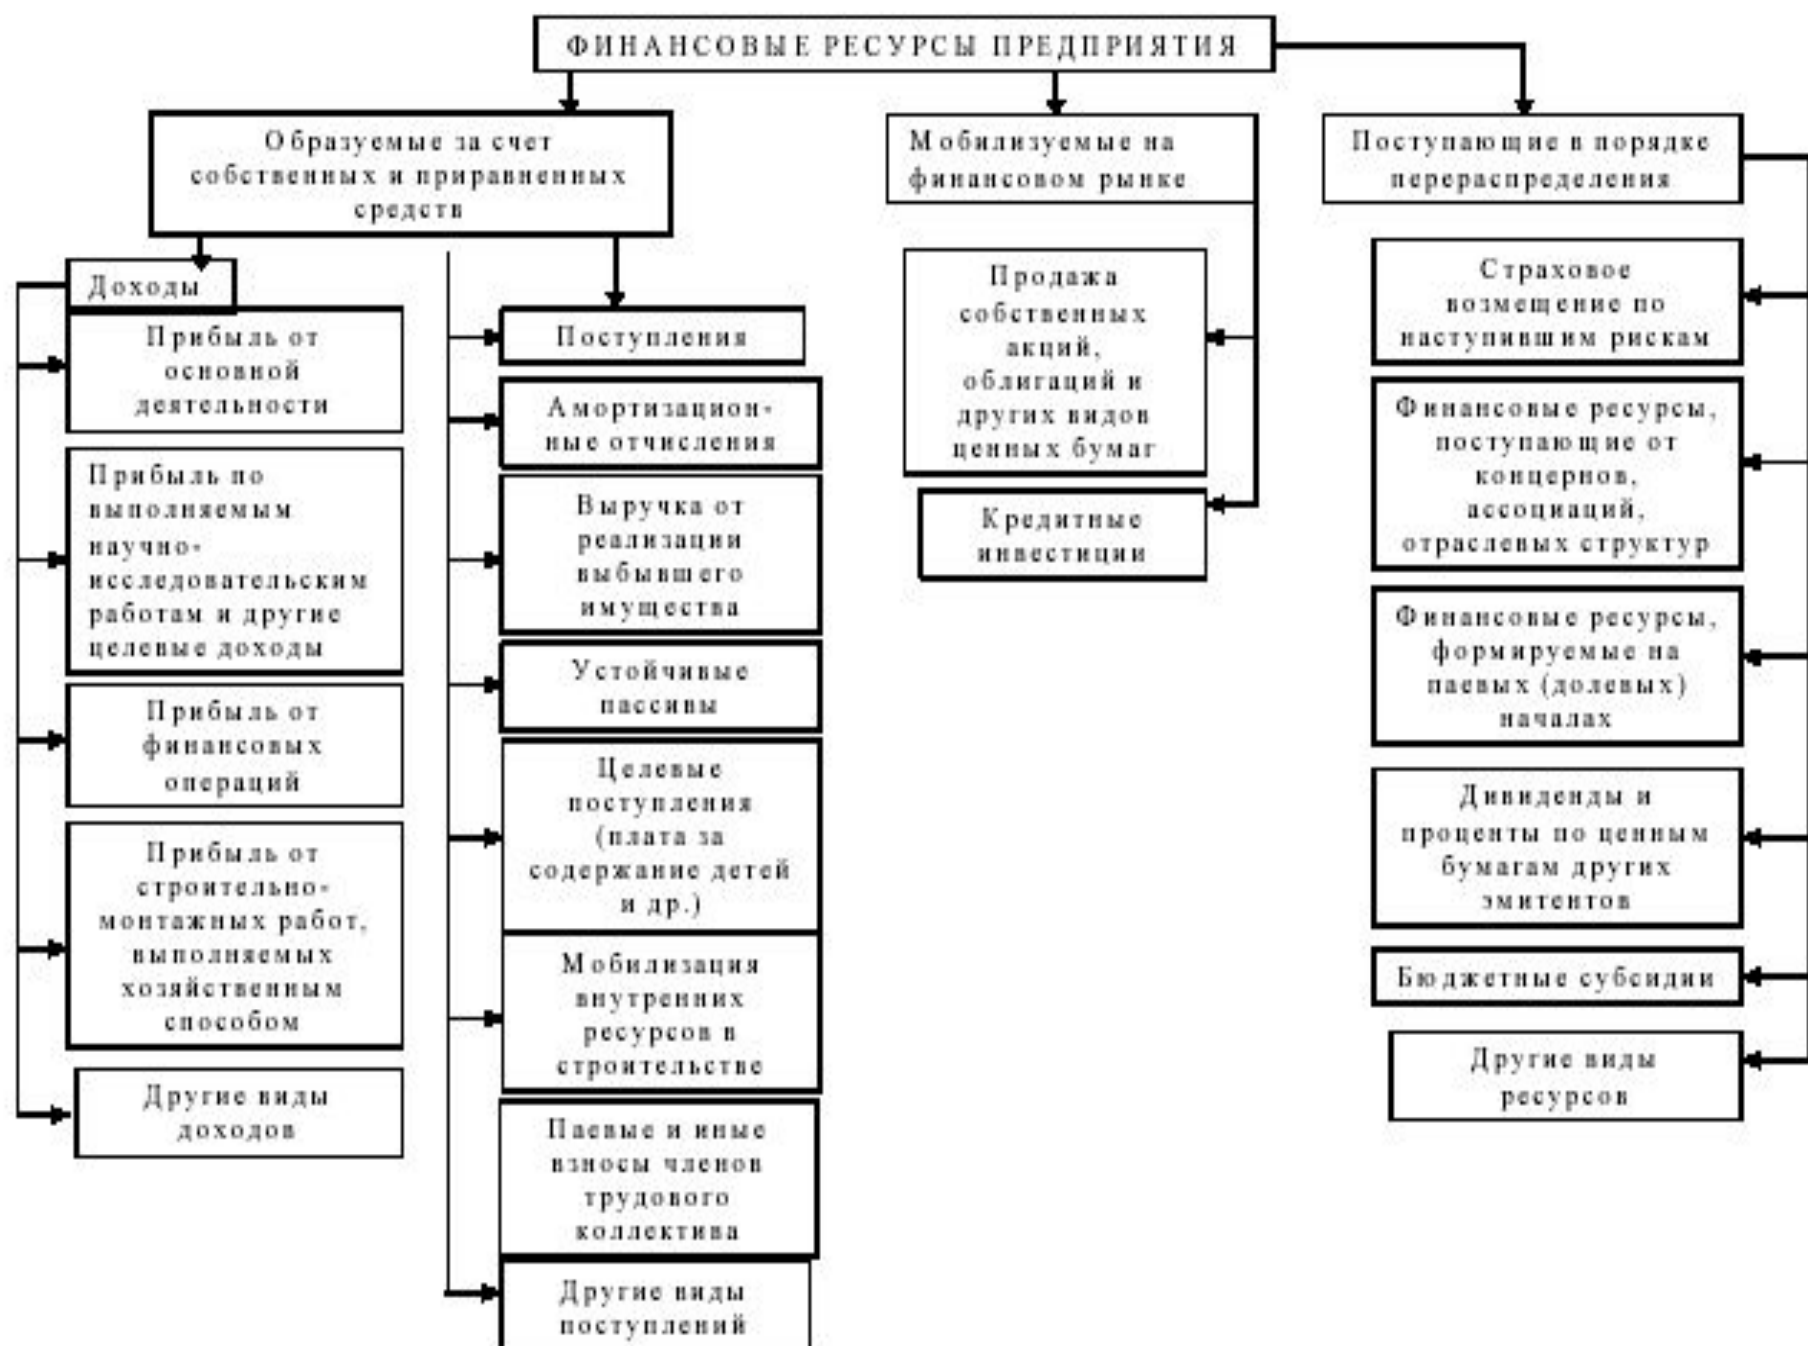 ФИНАНСОВЫЕ РЕСУРСЫ ПРЕДПРИЯТИЯ
Образуемые за счет
собственных и приравненных
средств
Доходы
Прибыль от
основной
деятельности
Прибыль по
выполняемым
научно-
исследовательским
работам и другие
целевые доходы
Прибыль от
финансовых
операций
Прибыль от
строительно-
монтажных работ,
выполняемых
хозяйственным
способом
Другие виды
доходов
Поступления
Амортизацион-
ные отчисления
Выручка от
реализации
выбывшего
имущества
Устойчивые
пассивы
Целевые
поступления
(плата за
содержание детей
и др.)
Мобилизация
внутренних
ресурсов в
строительстве
Паевые и иные
взносы членов
трудового
коллектива
Другие виды
поступлений
Мобилизуемые на
финансовом рынке
Продажа
собственных
акций,
облигаций и
других видов
ценных бумаг
Кредитные
инвестиции
Поступающие в порядке
перераспределения
Страховое
возмещение по
наступившим рискам
Финансовые ресурсы,
поступающие от
концернов,
ассоциаций,
отраслевых структур
Финансовые ресурсы,
формируемые на
паевых (долевых)
началах
Дивиденды и
проценты по ценным
бумагам других
эмитентов
Бюджетные субсидии
Другие виды
ресурсов